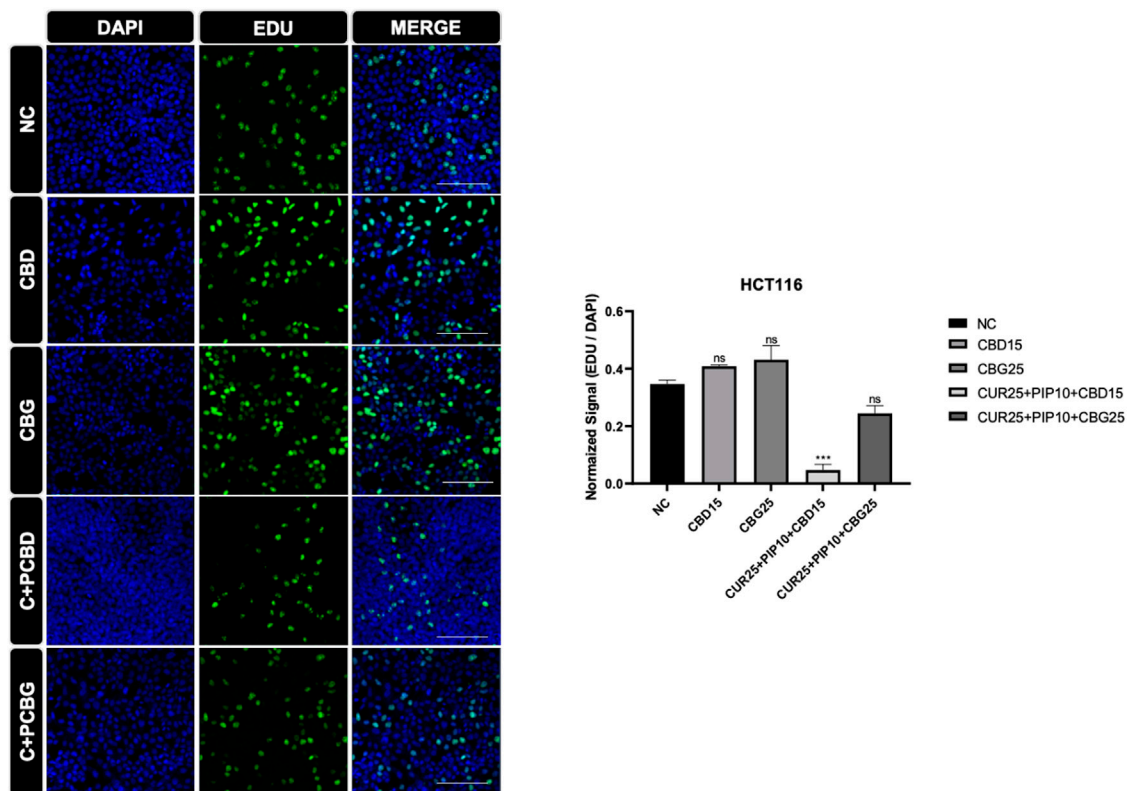 DAPI EDU MERGE
NC
CBD
CBG
C+PCBD
C+PCBG
HCT116
Normaized Signal (EDU / DAPI)
0.6
0.4
0.2
0.0
ns
ns
***
ns
NC
CBD15
CBG25
CUR25+PIP10+CBD15
CUR25+PIP10+CBG25
NC
CBD15
CBG25
CUR25+PIP10+CBD15
CUR25+PIP10+CBG25